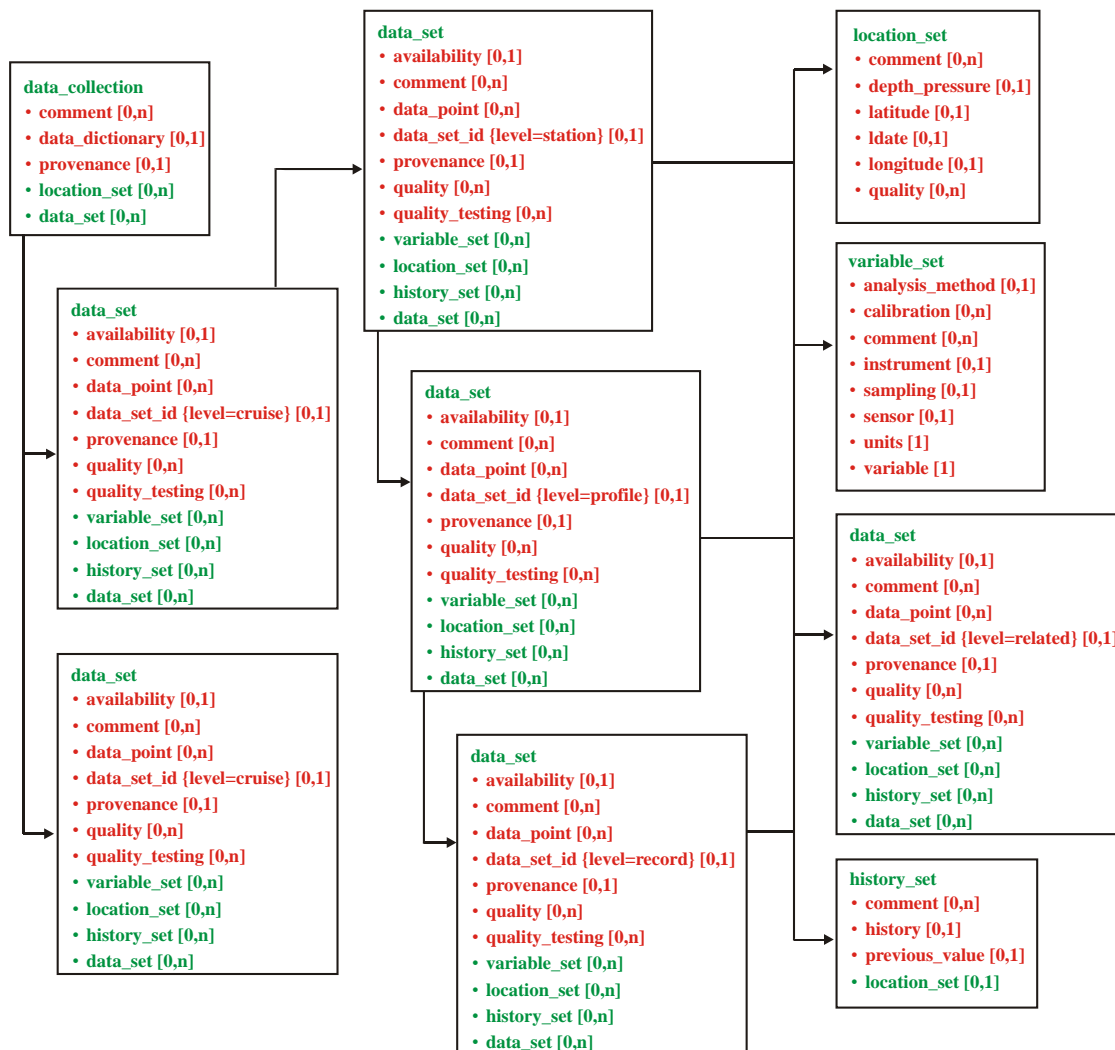 data_collection
• comment [0,n]
• data_dictionary [0,1]
• provenance [0,1]
• location_set [0,n]
• data_set [0,n]
data_set
• availability [0,1]
• comment [0,n]
• data_point [0,n]
• data_set_id {level=cruise} [0,1]
• provenance [0,1]
• quality [0,n]
• quality_testing [0,n]
• variable_set [0,n]
• location_set [0,n]
• history_set [0,n]
• data_set [0,n]
data_set
• availability [0,1]
• comment [0,n]
• data_point [0,n]
• data_set_id {level=cruise} [0,1]
• provenance [0,1]
• quality [0,n]
• quality_testing [0,n]
• variable_set [0,n]
• location_set [0,n]
• history_set [0,n]
• data_set [0,n]
data_set
• availability [0,1]
• comment [0,n]
• data_point [0,n]
• data_set_id {level=station} [0,1]
• provenance [0,1]
• quality [0,n]
• quality_testing [0,n]
• variable_set [0,n]
• location_set [0,n]
• history_set [0,n]
• data_set [0,n]
data_set
• availability [0,1]
• comment [0,n]
• data_point [0,n]
• data_set_id {level=profile} [0,1]
• provenance [0,1]
• quality [0,n]
• quality_testing [0,n]
• variable_set [0,n]
• location_set [0,n]
• history_set [0,n]
• data_set [0,n]
data_set
• availability [0,1]
• comment [0,n]
• data_point [0,n]
• data_set_id {level=record} [0,1]
• provenance [0,1]
• quality [0,n]
• quality_testing [0,n]
• variable_set [0,n]
• location_set [0,n]
• history_set [0,n]
• data_set [0,n]
location_set
• comment [0,n]
• depth_pressure [0,1]
• latitude [0,1]
• ldate [0,1]
• longitude [0,1]
• quality [0,n]
variable_set
• analysis_method [0,1]
• calibration [0,n]
• comment [0,n]
• instrument [0,1]
• sampling [0,1]
• sensor [0,1]
• units [1]
• variable [1]
data_set
• availability [0,1]
• comment [0,n]
• data_point [0,n]
• data_set_id {level=related} [0,1]
• provenance [0,1]
• quality [0,n]
• quality_testing [0,n]
• variable_set [0,n]
• location_set [0,n]
• history_set [0,n]
• data_set [0,n]
history_set
• comment [0,n]
• history [0,1]
• previous_value [0,1]
• location_set [0,1]